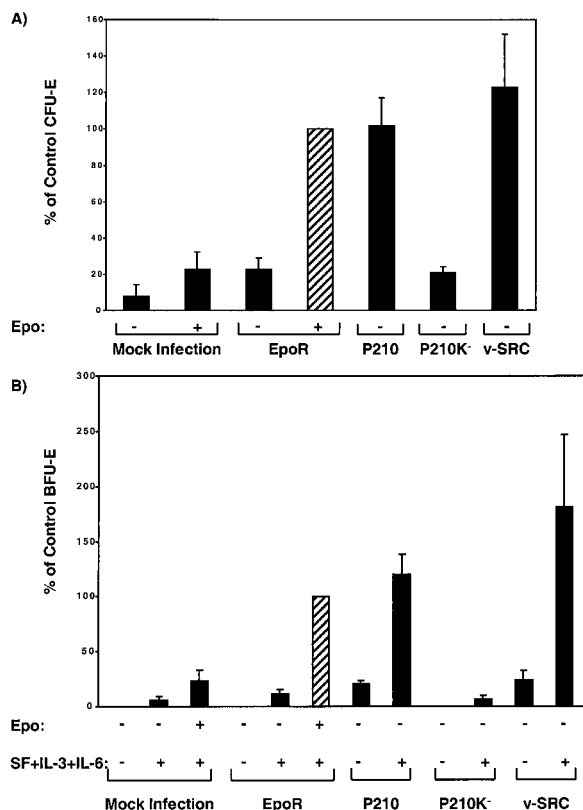 A)
% of Control CFU-E
160
140
120
100
80
60
40
20
0
Epo: - + - + - - -
Mock Infection EpoR P210 P210K⁻ v-SRC
B)
% of Control BFU-E
300
250
200
150
100
50
0
Epo: - - + - - + - - - - - -
SF+IL-3+IL-6: - + + - + + - + - + - +
Mock Infection EpoR P210 P210K⁻ v-SRC